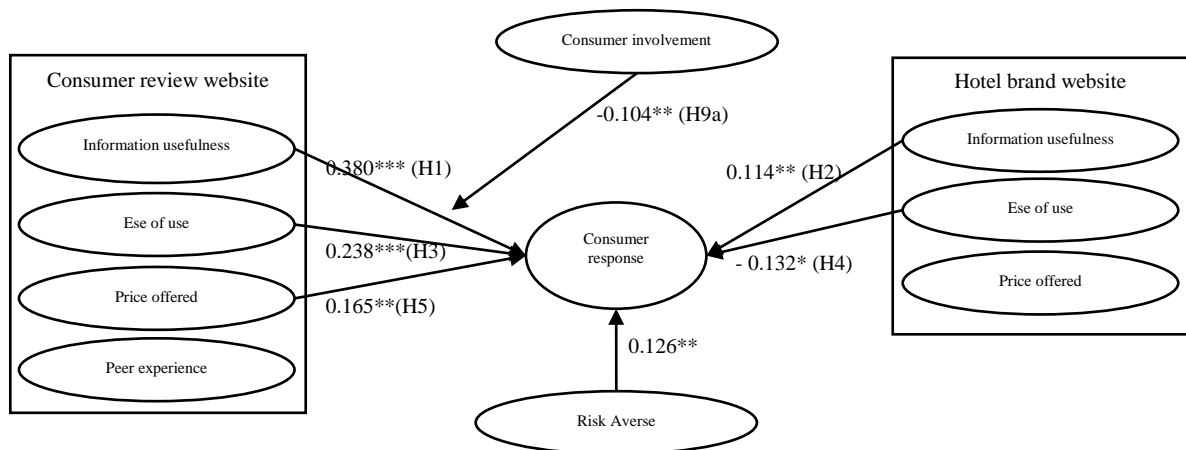 Consumer involvement
Consumer review website
Hotel brand website
-0.104** (H9a)
Information usefulness
Information usefulness
0.380*** (H1)
0.114** (H2)
Ese of use
Ese of use
Consumer
response
0.238***(H3)
- 0.132* (H4)
Price offered
Price offered
0.165**(H5)
0.126**
Peer experience
Risk Averse